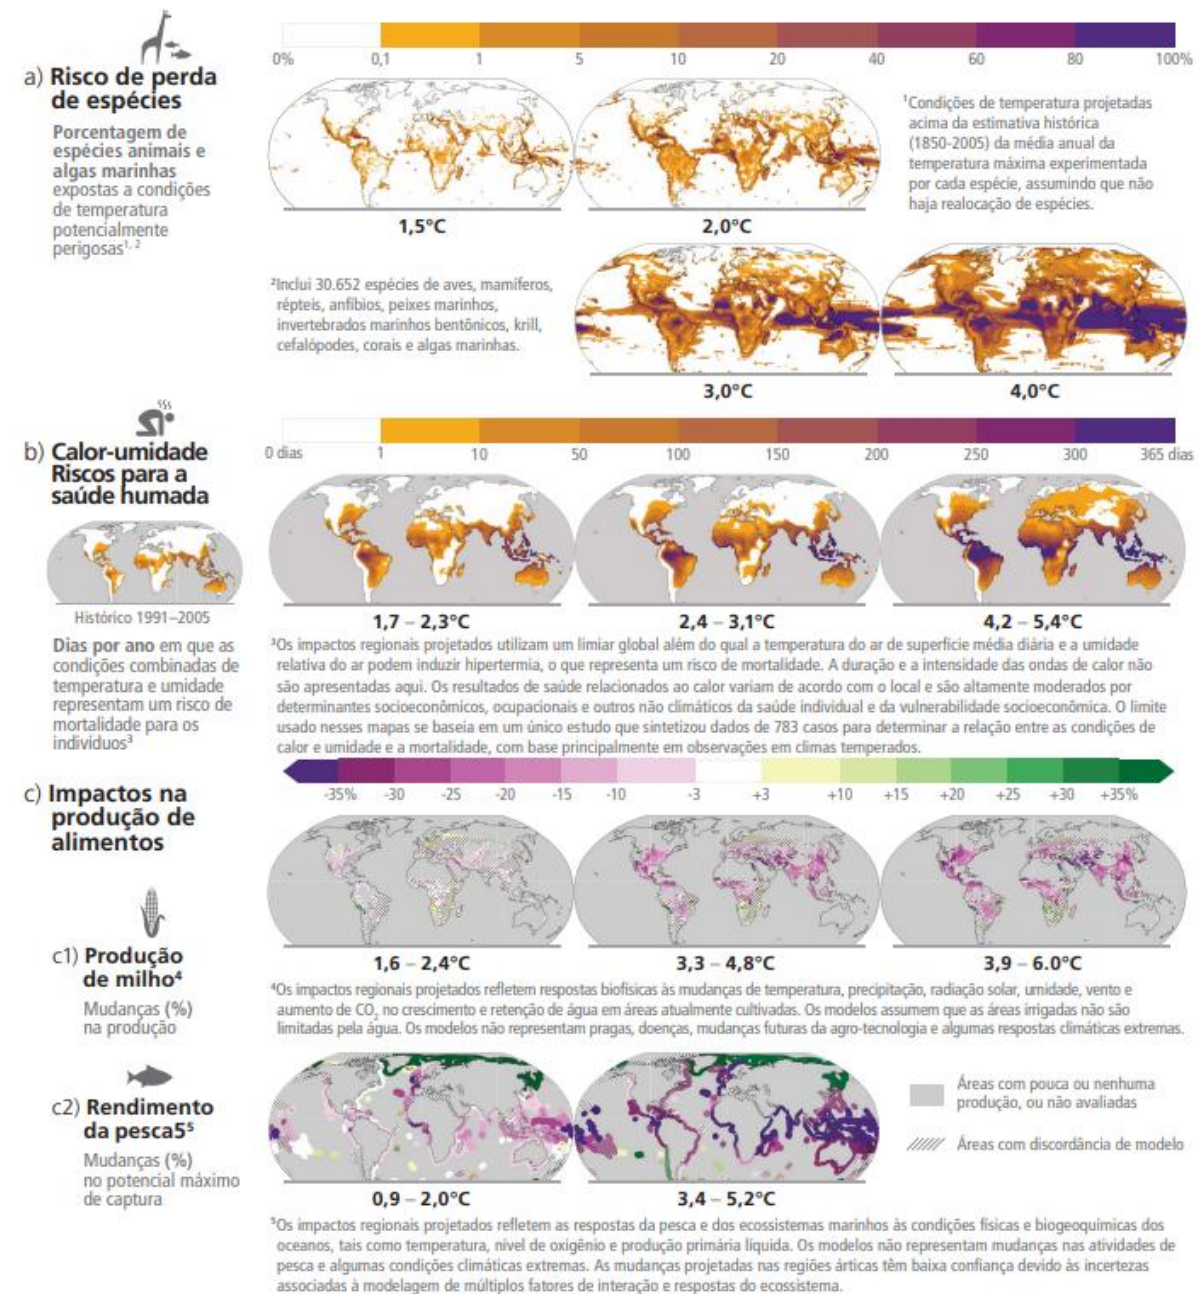 a) Risco de perda
de espécies
Porcentagem de
espécies animais e
algas marinhas
expostas a condições
de temperatura
potencialmente
perigosas1, 2
0% 0,1 1 5 10 20 40 60 80 100%
1,5°C
2,0°C
1Condições de temperatura projetadas
acima da estimativa histórica
(1850-2005) da média anual da
temperatura máxima experimentada
por cada espécie, assumindo que não
haja realocação de espécies.
2Inclui 30.652 espécies de aves, mamíferos,
répteis, anfíbios, peixes marinhos,
invertebrados marinhos bentônicos, krill,
cefalópodes, corais e algas marinhas.
3,0°C
4,0°C
b) Calor-umidade
Riscos para a
saúde humada
Histórico 1991–2005
Dias por ano em que as
condições combinadas de
temperatura e umidade
representam um risco de
mortalidade para os
individuos3
0 dias 1 10 50 100 150 200 250 300 365 dias
1,7 – 2,3°C
2,4 – 3,1°C
4,2 – 5,4°C
3Os impactos regionais projetados utilizam um limiar global além do qual a temperatura do ar de superfície média diária e a umidade
relativa do ar podem induzir hipertermia, o que representa um risco de mortalidade. A duração e a intensidade das ondas de calor não
são apresentadas aqui. Os resultados de saúde relacionados ao calor variam de acordo com o local e são altamente moderados por
determinantes socioeconômicos, ocupacionais e outros não climáticos da saúde individual e da vulnerabilidade socioeconômica. O limite
usado nesses mapas se baseia em um único estudo que sintetizou dados de 783 casos para determinar a relação entre as condições de
calor e umidade e a mortalidade, com base principalmente em observações em climas temperados.
c) Impactos na
produção de
alimentos
-35% -30 -25 -20 -15 -10 -3 +3 +10 +15 +20 +25 +30 +35%
c1) Produção
de milho4
Mudanças (%)
na produção
1,6 – 2,4°C
3,3 – 4,8°C
3,9 – 6.0°C
4Os impactos regionais projetados refletem respostas biofísicas às mudanças de temperatura, precipitação, radiação solar, umidade, vento e
aumento de CO2 no crescimento e retenção de água em áreas atualmente cultivadas. Os modelos assumem que as áreas irrigadas não são
limitadas pela água. Os modelos não representam pragas, doenças, mudanças futuras da agro-tecnologia e algumas respostas climáticas extremas.
c2) Rendimento
da pesca55
Mudanças (%)
no potencial máximo
de captura
0,9 – 2,0°C
3,4 – 5,2°C
Áreas com pouca ou nenhuma
produção, ou não avaliadas
Áreas com discordância de modelo
5Os impactos regionais projetados refletem as respostas da pesca e dos ecossistemas marinhos às condições físicas e biogeoquímicas dos
oceanos, tais como temperatura, nível de oxigênio e produção primária líquida. Os modelos não representam mudanças nas atividades de
pesca e algumas condições climáticas extremas. As mudanças projetadas nas regiões árticas têm baixa confiança devido às incertezas
associadas à modelagem de múltiplos fatores de interação e respostas do ecossistema.